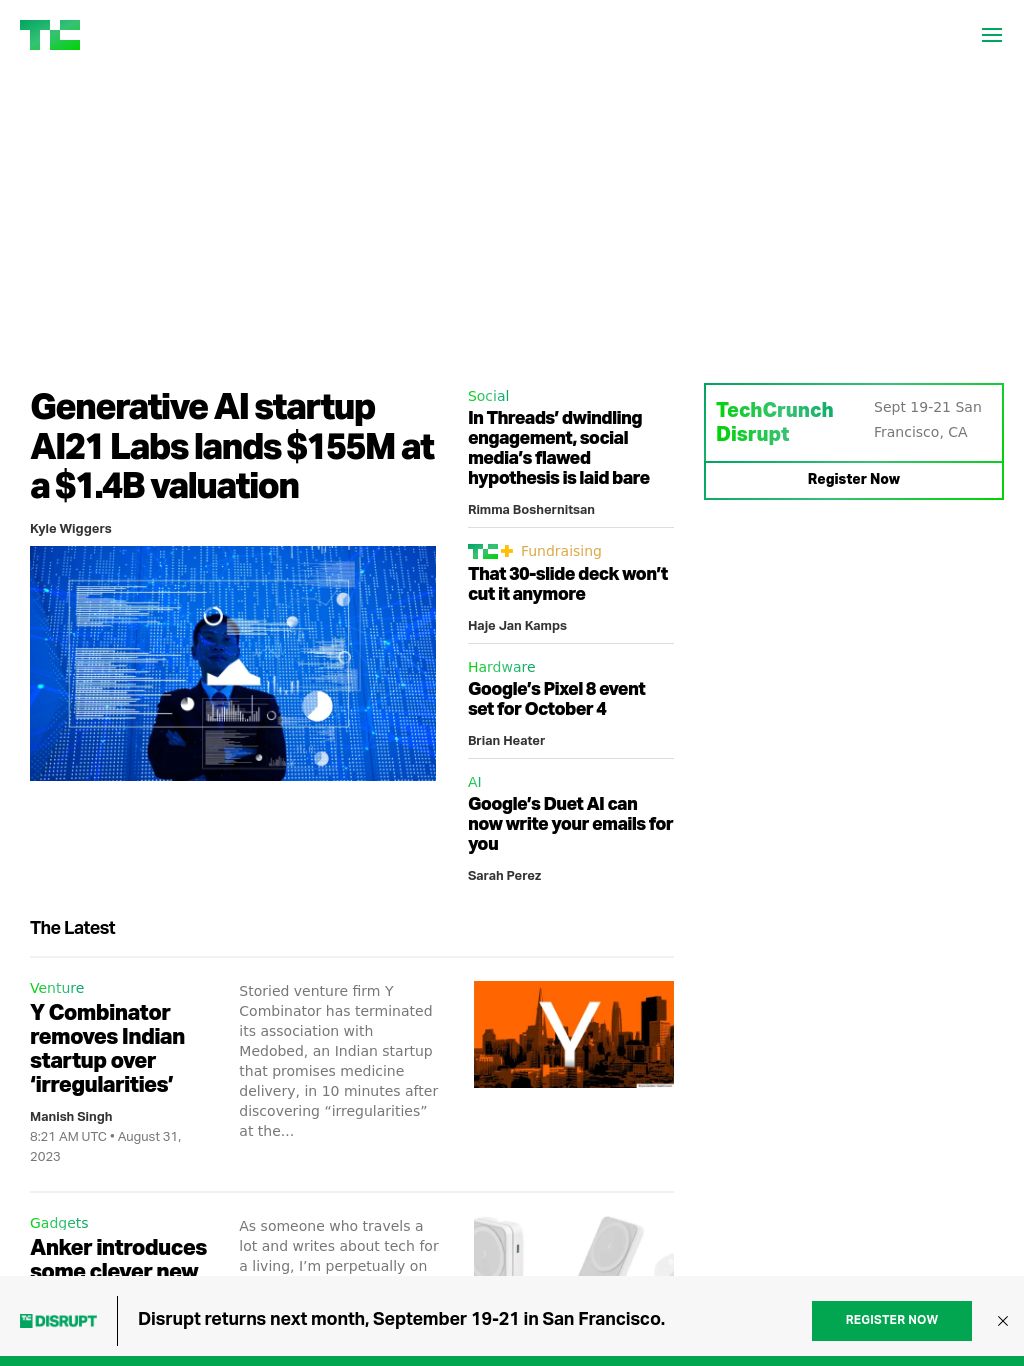 TC
Generative AI startup
AI21 Labs lands $155M at
a $1.4B valuation
Kyle Wiggers
Social
In Threads’ dwindling
engagement, social
media’s flawed
hypothesis is laid bare
Rimma Boshernitsan
TC+ Fundraising
That 30-slide deck won’t
cut it anymore
Haje Jan Kamps
Hardware
Google’s Pixel 8 event
set for October 4
Brian Heater
AI
Google’s Duet AI can
now write your emails for
you
Sarah Perez
TechCrunch
Disrupt
Sept 19-21 San
Francisco, CA
Register Now
The Latest
Venture
Y Combinator
removes Indian
startup over
‘irregularities’
Manish Singh
8:21 AM UTC • August 31,
2023
Storied venture firm Y
Combinator has terminated
its association with
Medobed, an Indian startup
that promises medicine
delivery, in 10 minutes after
discovering “irregularities”
at the...
Y
Gadgets
Anker introduces
some clever new
As someone who travels a
lot and writes about tech for
a living, I’m perpetually on
TC DISRUPT
Disrupt returns next month, September 19-21 in San Francisco.
REGISTER NOW